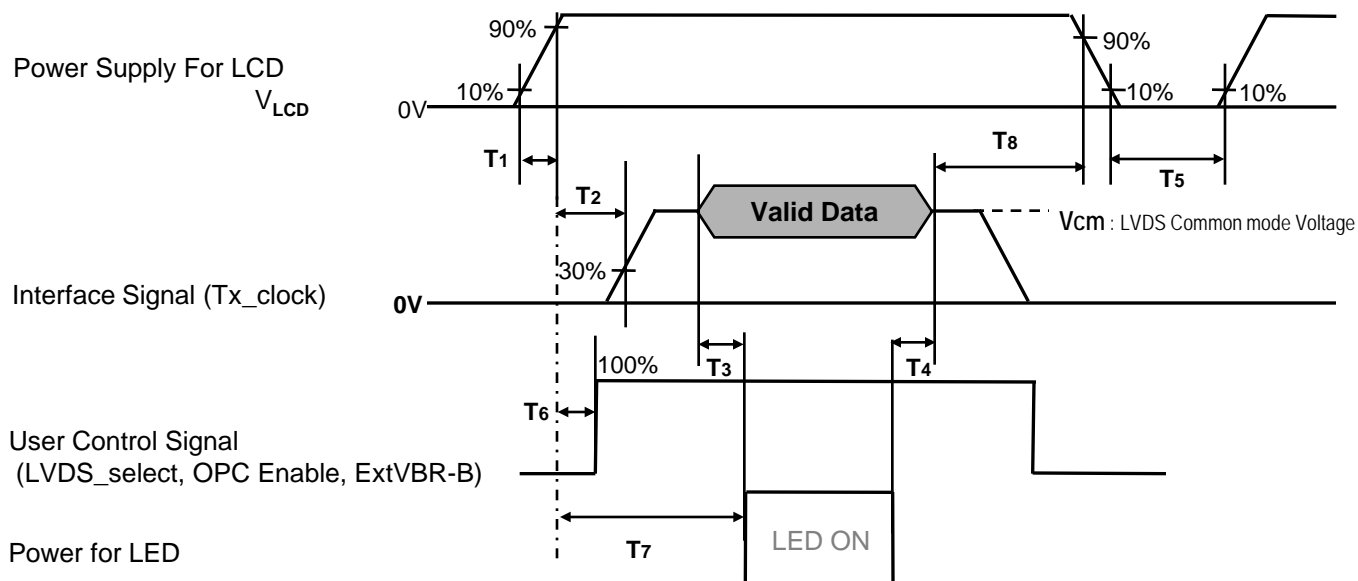 90%
90%
Power Supply For LCD
VLCD
10%
10%
10%
0V
T1
T8
T5
T2
Valid Data
Vcm : LVDS Common mode Voltage
30%
Interface Signal (Tx_clock)
0V
T3
T4
100%
T6
User Control Signal
(LVDS_select, OPC Enable, ExtVBR-B)
T7
LED ON
Power for LED